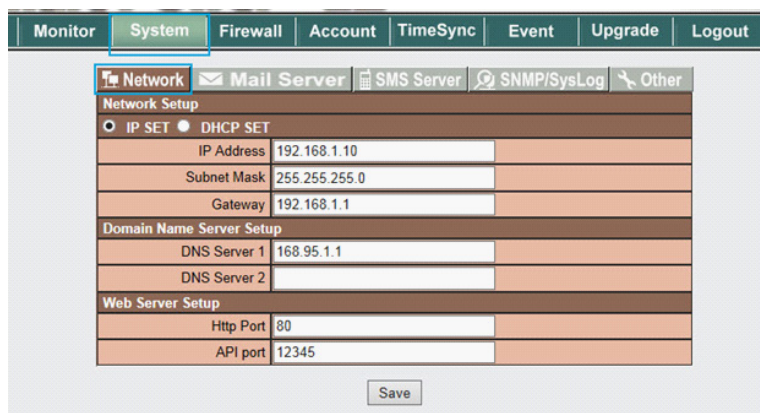 Monitor System Firewall Account TimeSync Event Upgrade Logout
Network Mail Server SMS Server SNMP/SysLog Other
Network Setup
IP SET DHCP SET
IP Address 192.168.1.10
Subnet Mask 255.255.255.0
Gateway 192.168.1.1
Domain Name Server Setup
DNS Server 1 168.95.1.1
DNS Server 2
Web Server Setup
Http Port 80
API port 12345
Save